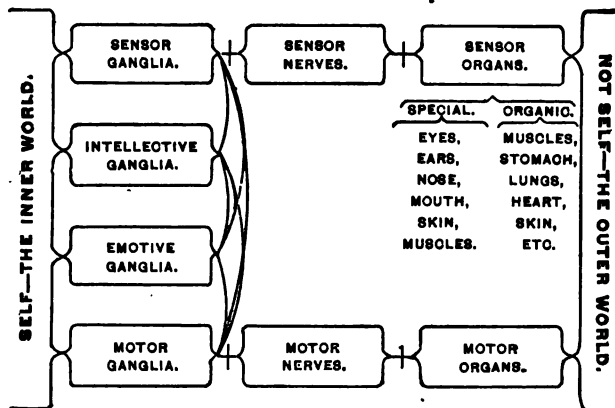 SELF—THE INNER WORLD.
SENSOR
GANGLIA.
SENSOR
NERVES.
SENSOR
ORGANS.
INTELLECTIVE
GANGLIA.
EMOTIVE
GANGLIA.
MOTOR
GANGLIA.
MOTOR
NERVES.
MOTOR
ORGANS.
SPECIAL.
EYES,
EARS,
NOSE,
MOUTH,
SKIN,
MUSCLES.
ORGANIC.
MUSCLES,
STOMACH,
LUNGS,
HEART,
SKIN,
ETC.
NOT SELF—THE OUTER WORLD.